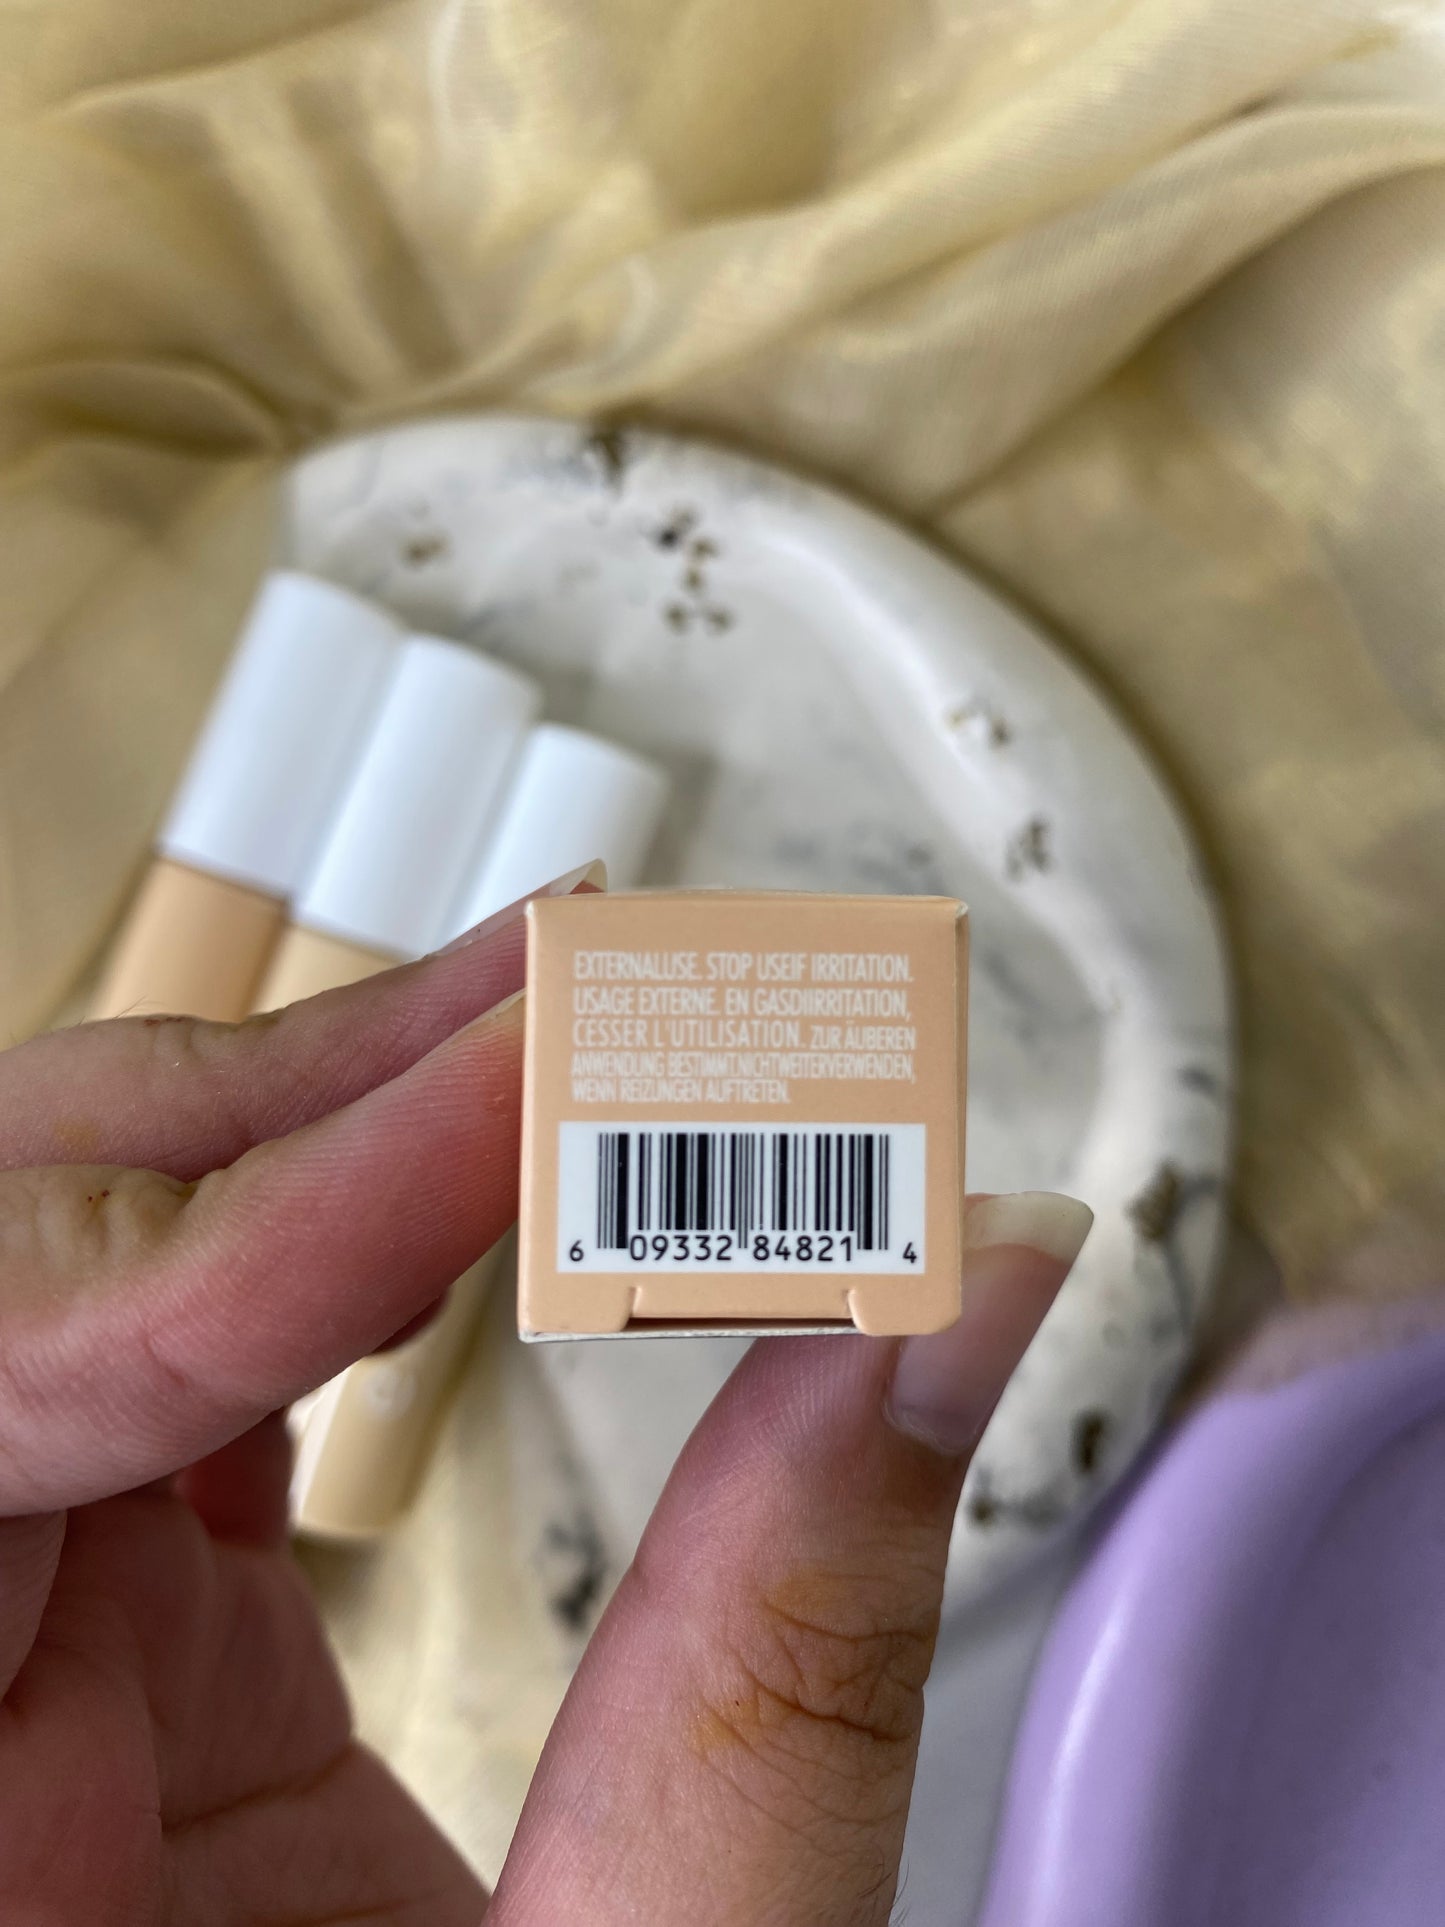 EXTERNALUSE. STOP USEIF IRRITATION.
USAGE EXTERNE. EN GASDIIRRITATION,
CESSER L'UTILISATION. ZUR ÄUBEREN
ANWENDUNG BESTIMMT.NICHTWEITERVERWENDEN,
WENN REIZUNGEN AUFTRETEN.
6 09332 84821 4